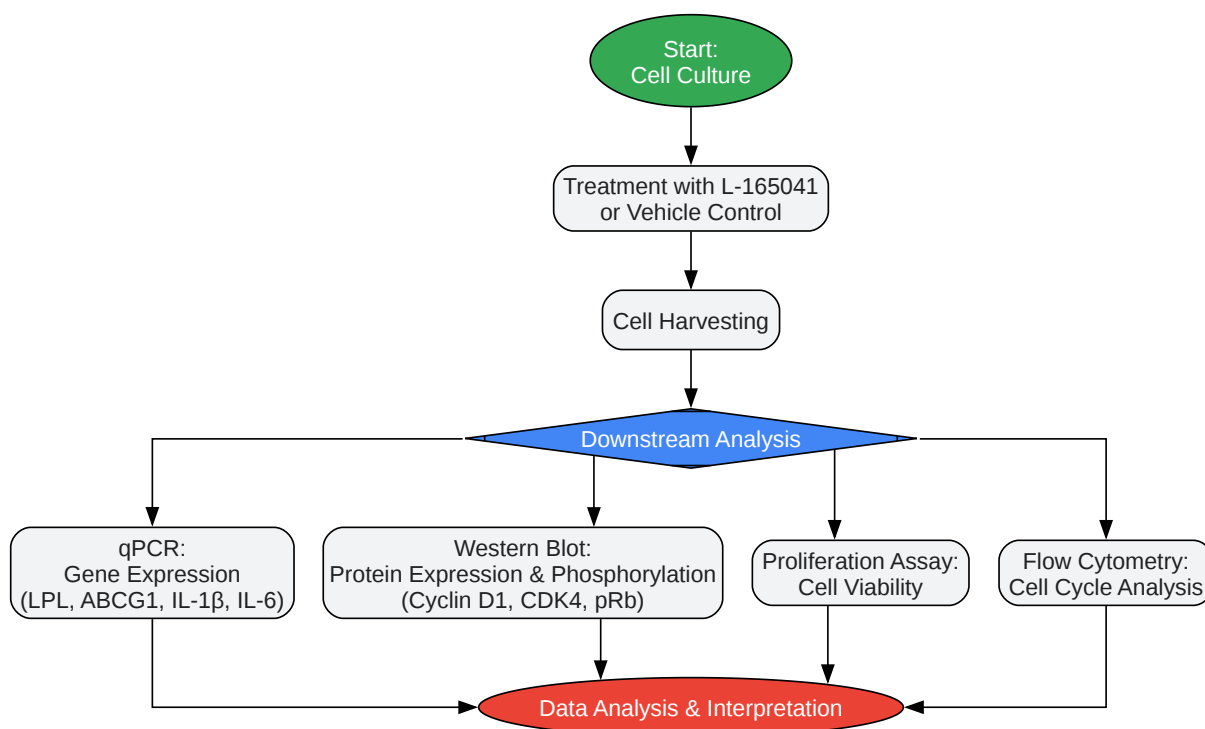 Start:
Cell Culture
Treatment with L-165041
or Vehicle Control
Cell Harvesting
Downstream Analysis
qPCR:
Gene Expression
(LPL, ABCG1, IL-1β, IL-6)
Western Blot:
Protein Expression & Phosphorylation
(Cyclin D1, CDK4, pRb)
Proliferation Assay:
Cell Viability
Flow Cytometry:
Cell Cycle Analysis
Data Analysis & Interpretation